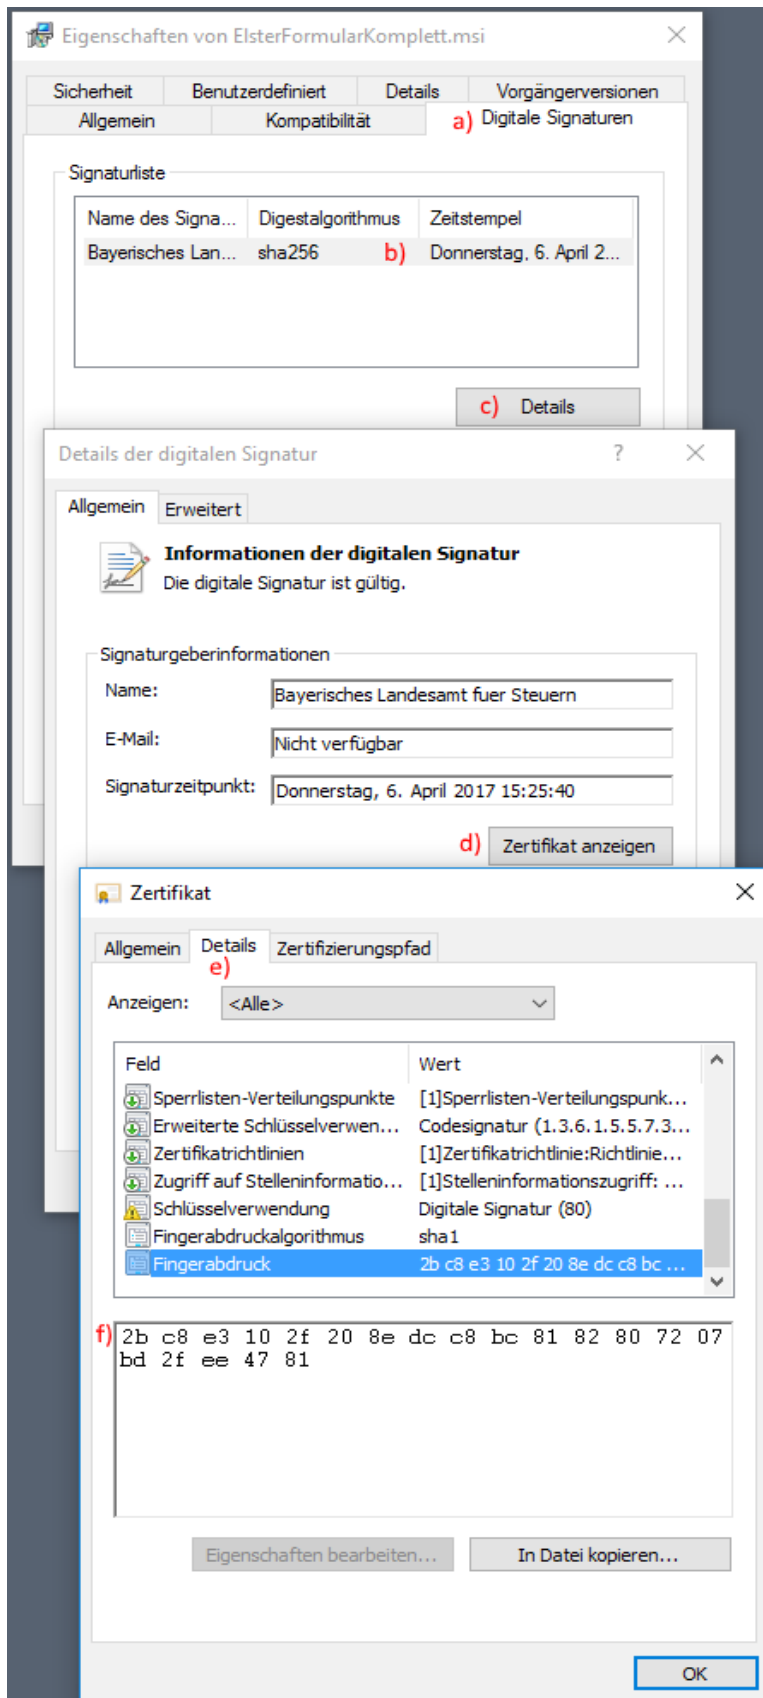 Eigenschaften von ElsterFormularKomplett.msi
Sicherheit Benutzerdefiniert Details Vorgängerversionen
Allgemein Kompatibilität a) Digitale Signaturen
Signaturliste
Name des Signa... Digestalgorithmus Zeitstempel
Bayerisches Lan... sha256 b) Donnerstag, 6. April 2...
c) Details
Details der digitalen Signatur ?
Allgemein Erweitert
Informationen der digitalen Signatur
Die digitale Signatur ist gültig.
Signaturgeberinformationen
Name: Bayerisches Landesamt fuer Steuern
E-Mail: Nicht verfügbar
Signaturzeitpunkt: Donnerstag, 6. April 2017 15:25:40
d) Zertifikat anzeigen
Zertifikat
Allgemein Details Zertifizierungspfad
e)
Anzeigen: <Alle>
Feld Wert
Sperrlisten-Verteilungspunkte [1]Sperrlisten-Verteilungspunk...
Erweiterte Schlüsselverwen... Codesignatur (1.3.6.1.5.5.7.3...
Zertifikatrichtlinien [1]Zertifikatrichtlinie:Richtlinie...
Zugriff auf Stelleninformatio... [1]Stelleninformationszugriff: ...
Schlüsselverwendung Digitale Signatur (80)
Fingerabdruckalgorithmus sha1
Fingerabdruck 2b c8 e3 10 2f 20 8e dc c8 bc ...
f) 2b c8 e3 10 2f 20 8e dc c8 bc 81 82 80 72 07
bd 2f ee 47 81
Eigenschaften bearbeiten... In Datei kopieren...
OK